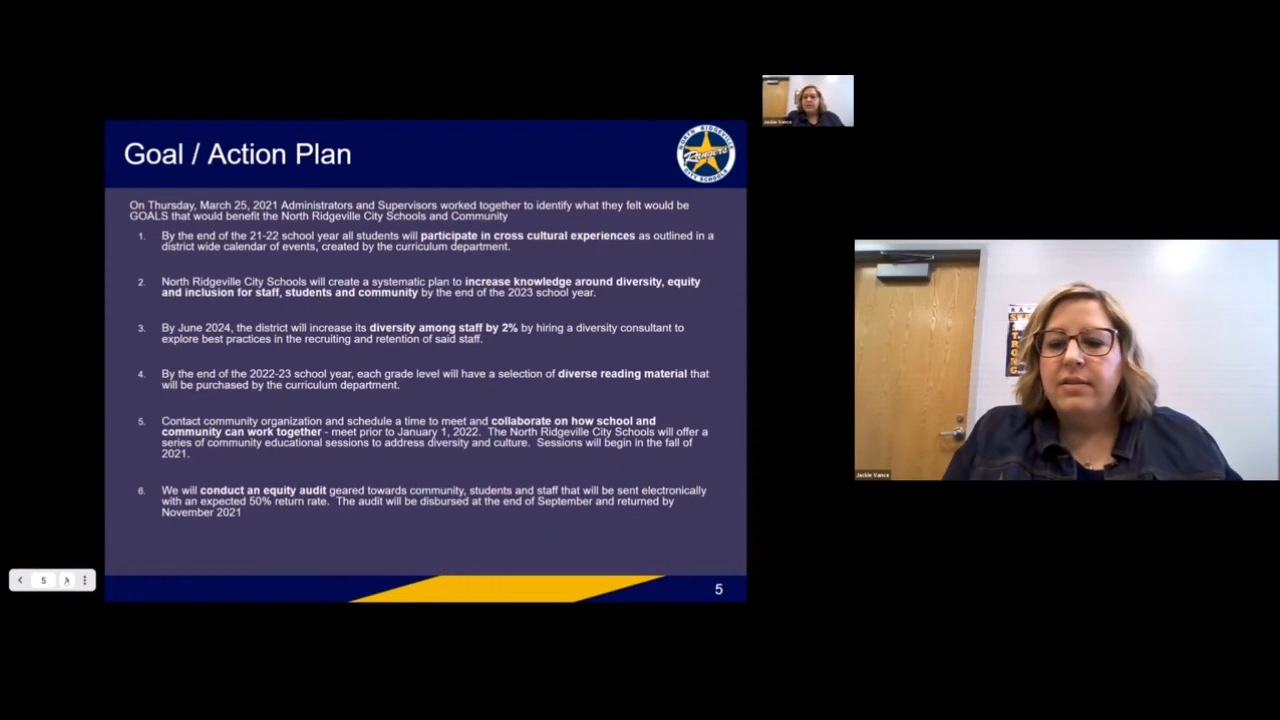 Goal / Action Plan
NORTH RIDGEVILLE
Rangers
CITY SCHOOLS
On Thursday, March 25, 2021 Administrators and Supervisors worked together to identify what they felt would be
GOALS that would benefit the North Ridgeville City Schools and Community
1. By the end of the 21-22 school year all students will participate in cross cultural experiences as outlined in a
district wide calendar of events, created by the curriculum department.
2. North Ridgeville City Schools will create a systematic plan to increase knowledge around diversity, equity
and inclusion for staff, students and community by the end of the 2023 school year.
3. By June 2024, the district will increase its diversity among staff by 2% by hiring a diversity consultant to
explore best practices in the recruiting and retention of said staff.
4. By the end of the 2022-23 school year, each grade level will have a selection of diverse reading material that
will be purchased by the curriculum department.
5. Contact community organization and schedule a time to meet and collaborate on how school and
community can work together - meet prior to January 1, 2022. The North Ridgeville City Schools will offer a
series of community educational sessions to address diversity and culture. Sessions will begin in the fall of
2021.
6. We will conduct an equity audit geared towards community, students and staff that will be sent electronically
with an expected 50% return rate. The audit will be disbursed at the end of September and returned by
November 2021
5
5
Jackie Vance
Jackie Vance